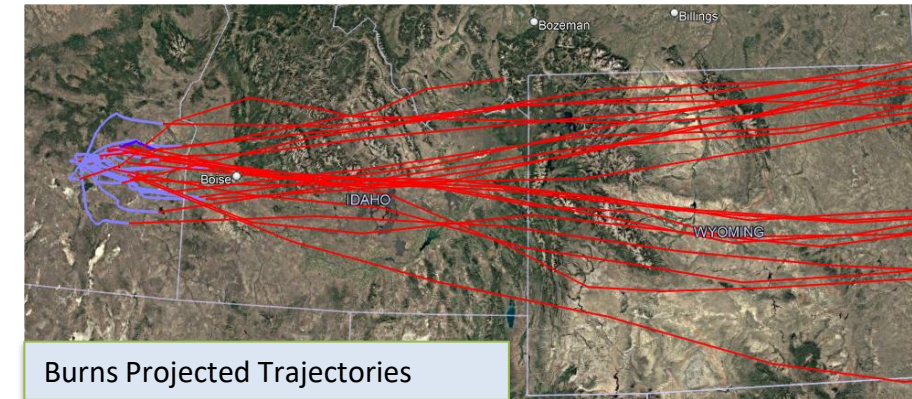 Bozeman
Billings
Boise
IDAHO
WYOMING
Burns Projected Trajectories